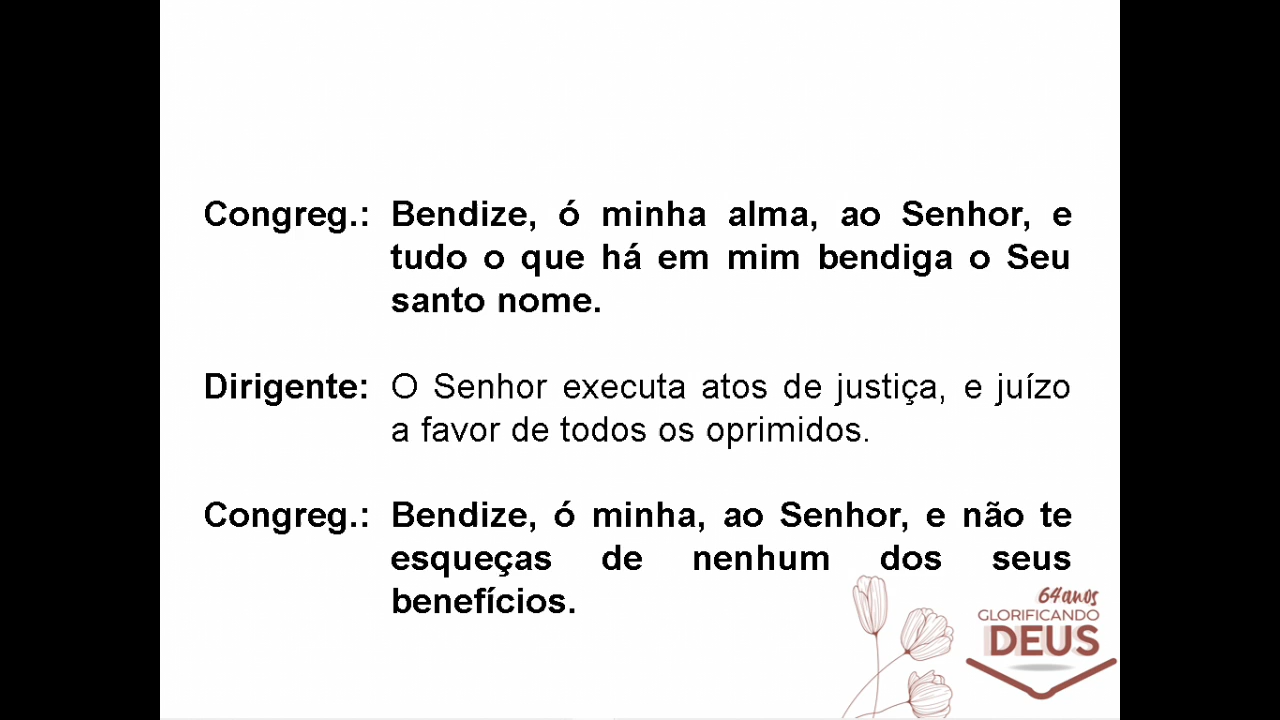 Congreg.: Bendize, ó minha alma, ao Senhor, e
tudo o que há em mim bendiga o Seu
santo nome.
Dirigente: O Senhor executa atos de justiça, e juízo
a favor de todos os oprimidos.
Congreg.: Bendize, ó minha, ao Senhor, e não te
esqueças de nenhum dos seus
benefícios.
64 anos
GLORIFICANDO
DEUS